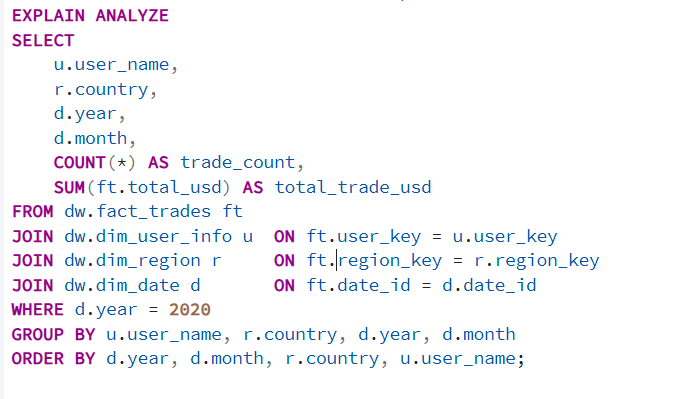 EXPLAIN ANALYZE
SELECT
    u.user_name,
    r.country,
    d.year,
    d.month,
    COUNT(*) AS trade_count,
    SUM(ft.total_usd) AS total_trade_usd
FROM dw.fact_trades ft
JOIN dw.dim_user_info u  ON ft.user_key = u.user_key
JOIN dw.dim_region r     ON ft.region_key = r.region_key
JOIN dw.dim_date d       ON ft.date_id = d.date_id
WHERE d.year = 2020
GROUP BY u.user_name, r.country, d.year, d.month
ORDER BY d.year, d.month, r.country, u.user_name;